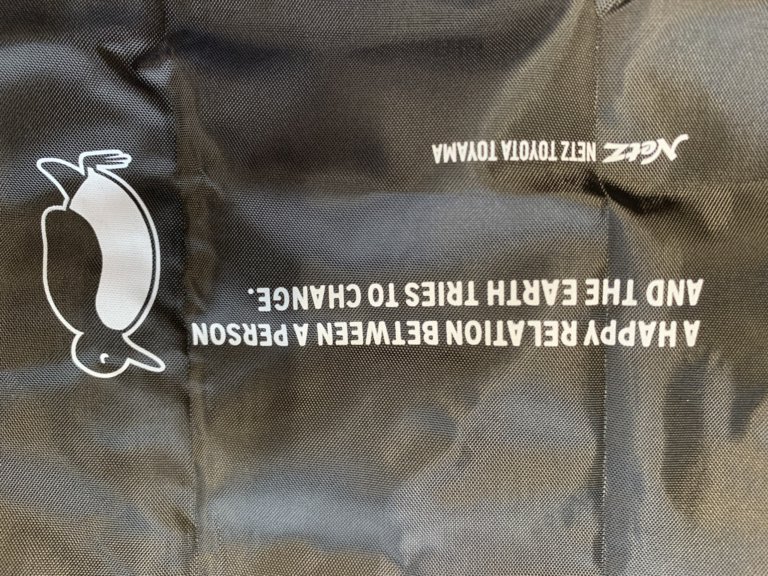 A HAPPY RELATION BETWEEN A PERSON
AND THE EARTH TRIES TO CHANGE.
Netz NETZ TOYOTA TOYAMA